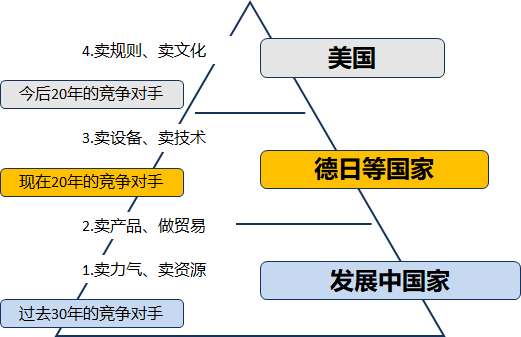 4.卖规则、卖文化
美国
今后20年的竞争对手
3.卖设备、卖技术
德日等国家
现在20年的竞争对手
2.卖产品、做贸易
1.卖力气、卖资源
发展中国家
过去30年的竞争对手